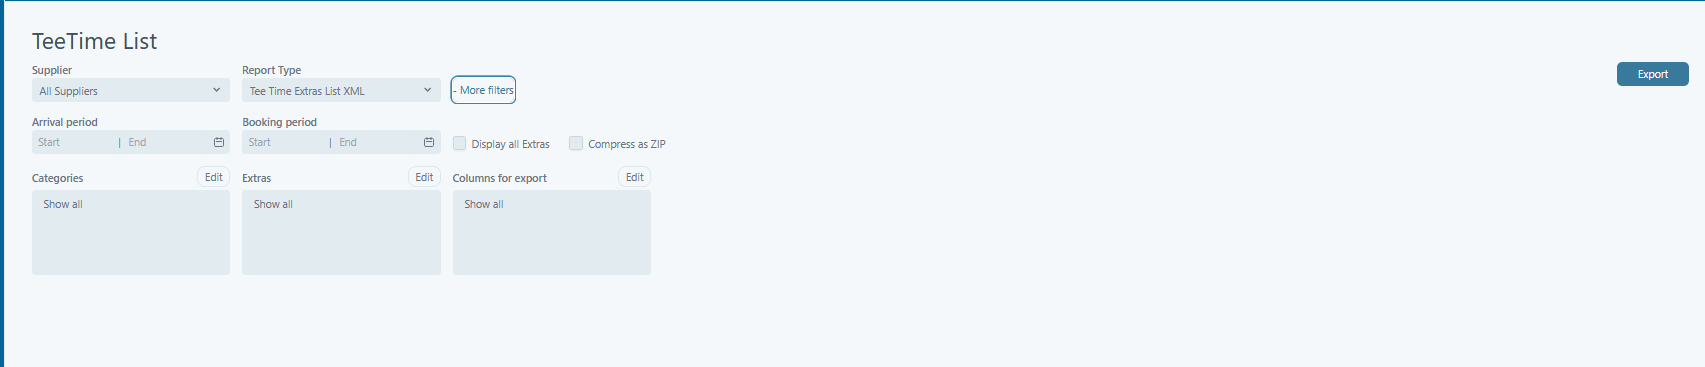 TeeTime List
Supplier
Report Type
All Suppliers
Tee Time Extras List XML
- More filters
Export
Arrival period
Booking period
Start | End
Start | End
Display all Extras
Compress as ZIP
Categories
Edit
Extras
Edit
Columns for export
Edit
Show all
Show all
Show all